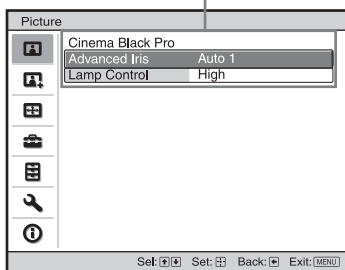 Picture
Cinema Black Pro
Advanced Iris Auto 1
Lamp Control High
Sel: Set: Back: Exit: MENU